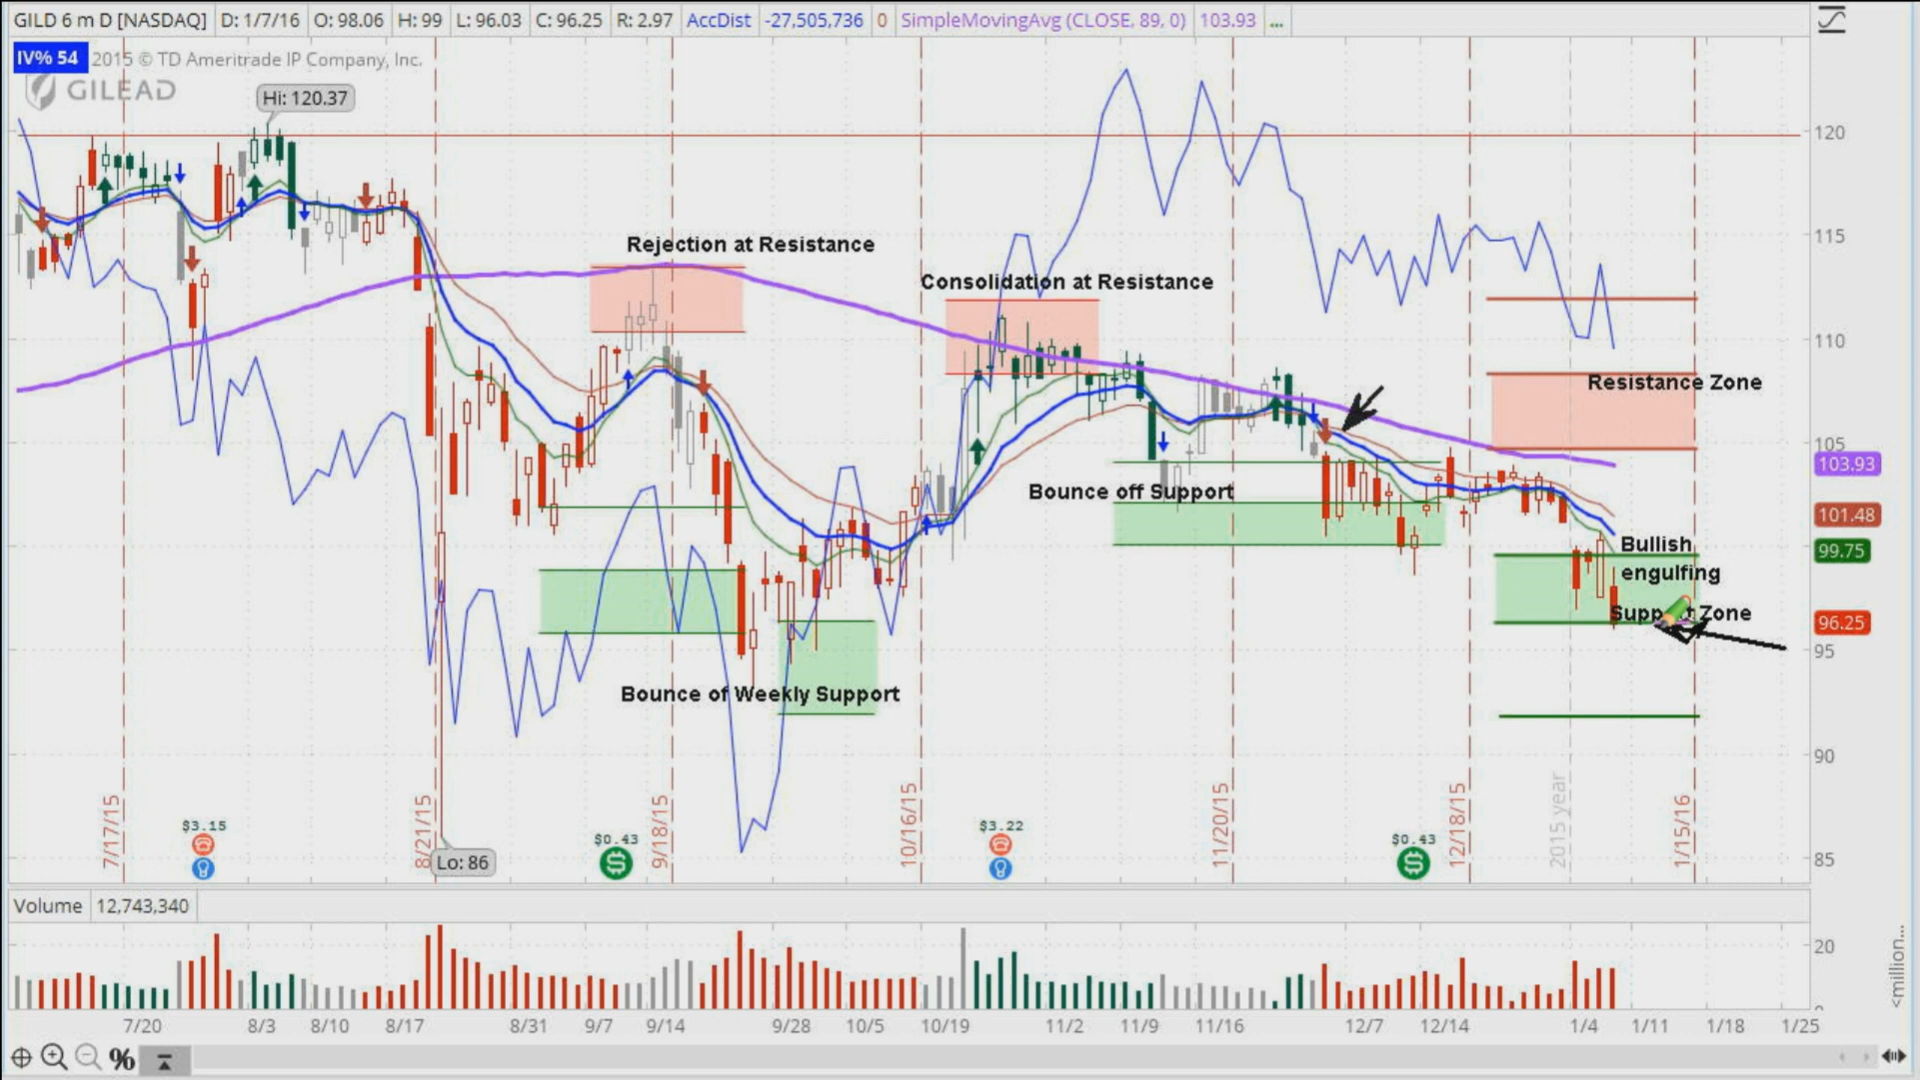 GILD 6 m D [NASDAQ] D: 1/7/16 O: 98.06 H: 99 L: 96.03 C: 96.25 R: 2.97 AccDist -27,505,736 0 SimpleMovingAvg (CLOSE, 89, 0) 103.93 ...
IV% 54 2015 © TD Ameritrade IP Company, Inc.
GILEAD
Hi: 120.37
120
Rejection at Resistance
115
Consolidation at Resistance
110
Resistance Zone
105
103.93
Bounce off Support
101.48
Bullish
99.75
engulfing
Supp t Zone
96.25
95
Bounce of Weekly Support
90
7/17/15
8/21/15
9/18/15
10/16/15
11/20/15
12/18/15
2015 year
1/15/16
$3.15
$0.43
$3.22
$0.43
Lo: 86
85
Volume 12,743,340
20
<million...
7/20 8/3 8/10 8/17 8/31 9/7 9/14 9/28 10/5 10/19 11/2 11/9 11/16 12/7 12/14 1/4 1/11 1/18 1/25
%